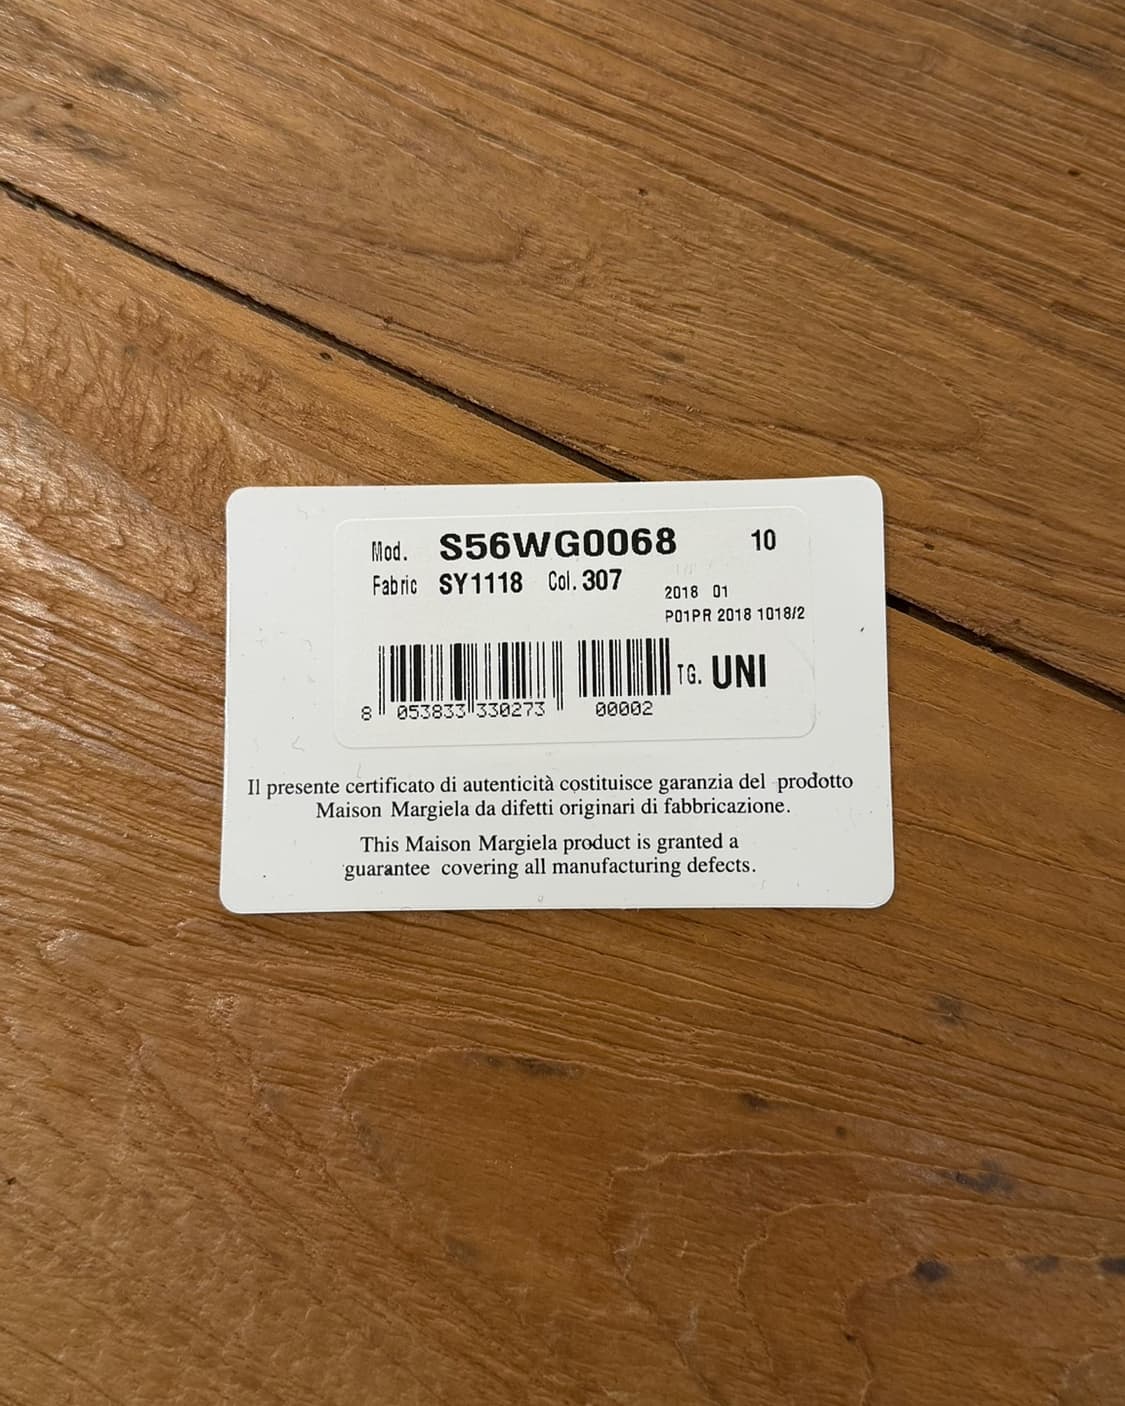 Mod. S56WG0068 10
Fabric SY1118 Col. 307
2018 01
P01PR 2018 1018/2
TG. UNI
8 053833 330273 00002
Il presente certificato di autenticità costituisce garanzia del prodotto
Maison Margiela da difetti originari di fabbricazione.
This Maison Margiela product is granted a
guarantee covering all manufacturing defects.